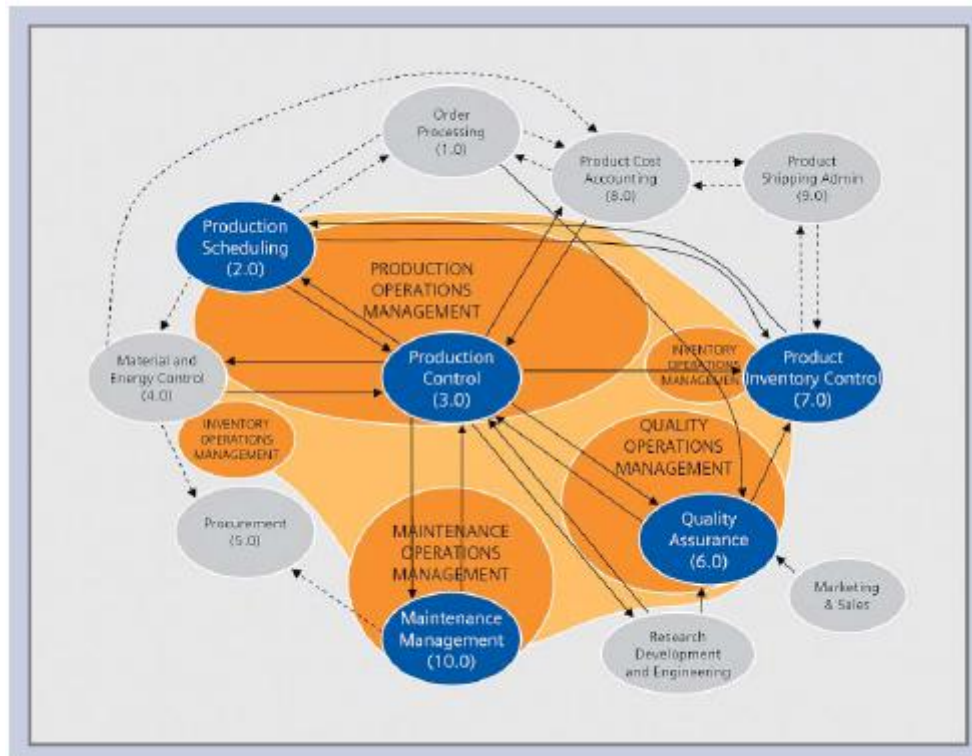 Order
Processing
(1.0)
Product Cost
Accounting
(8.0)
Product
Shipping Admin
(9.0)
Production
Scheduling
(2.0)
PRODUCTION
OPERATIONS
MANAGEMENT
Material and
Energy Control
(4.0)
Production
Control
(3.0)
INVENTORY
OPERATIONS
MANAGEMENT
Product
Inventory Control
(7.0)
INVENTORY
OPERATIONS
MANAGEMENT
QUALITY
OPERATIONS
MANAGEMENT
Procurement
(5.0)
MAINTENANCE
OPERATIONS
MANAGEMENT
Quality
Assurance
(6.0)
Marketing
& Sales
Maintenance
Management
(10.0)
Research
Development
and Engineering